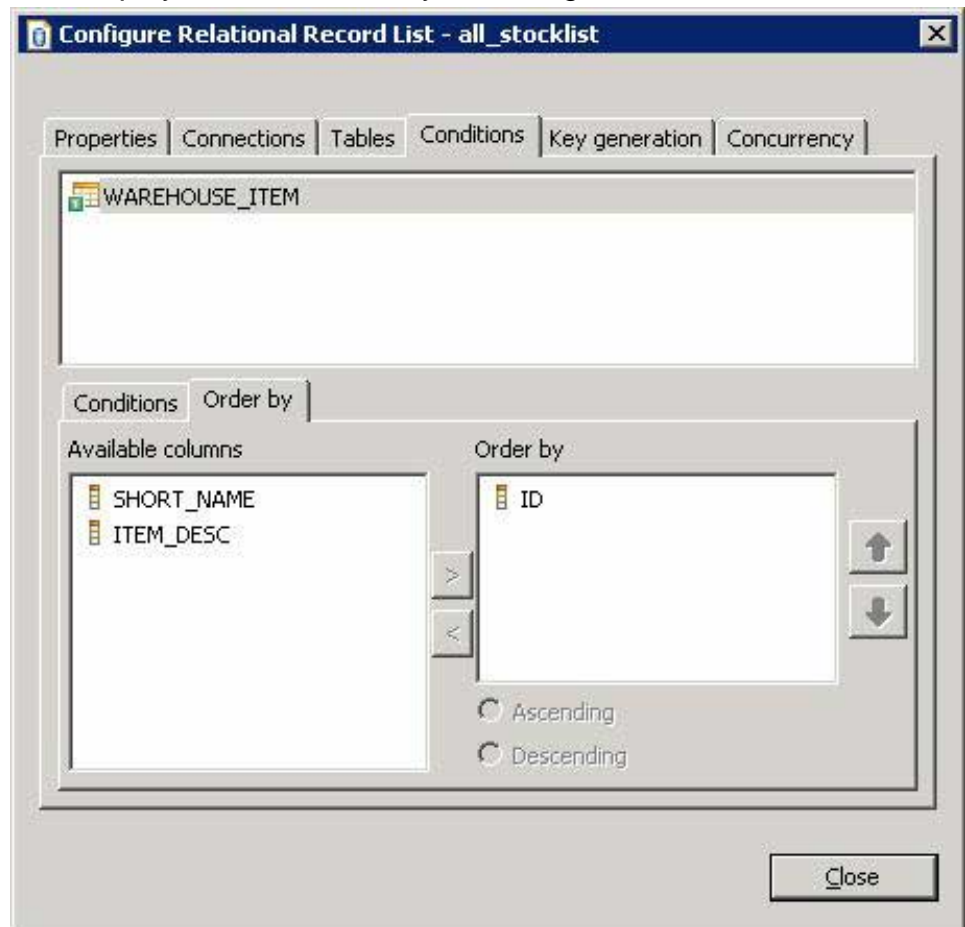 Configure Relational Record List - all_stocklist
Properties Connections Tables Conditions Key generation Concurrency
WAREHOUSE_ITEM
Conditions Order by
Available columns
SHORT_NAME
ITEM_DESC
>
<
Order by
ID
Ascending
Descending
Close